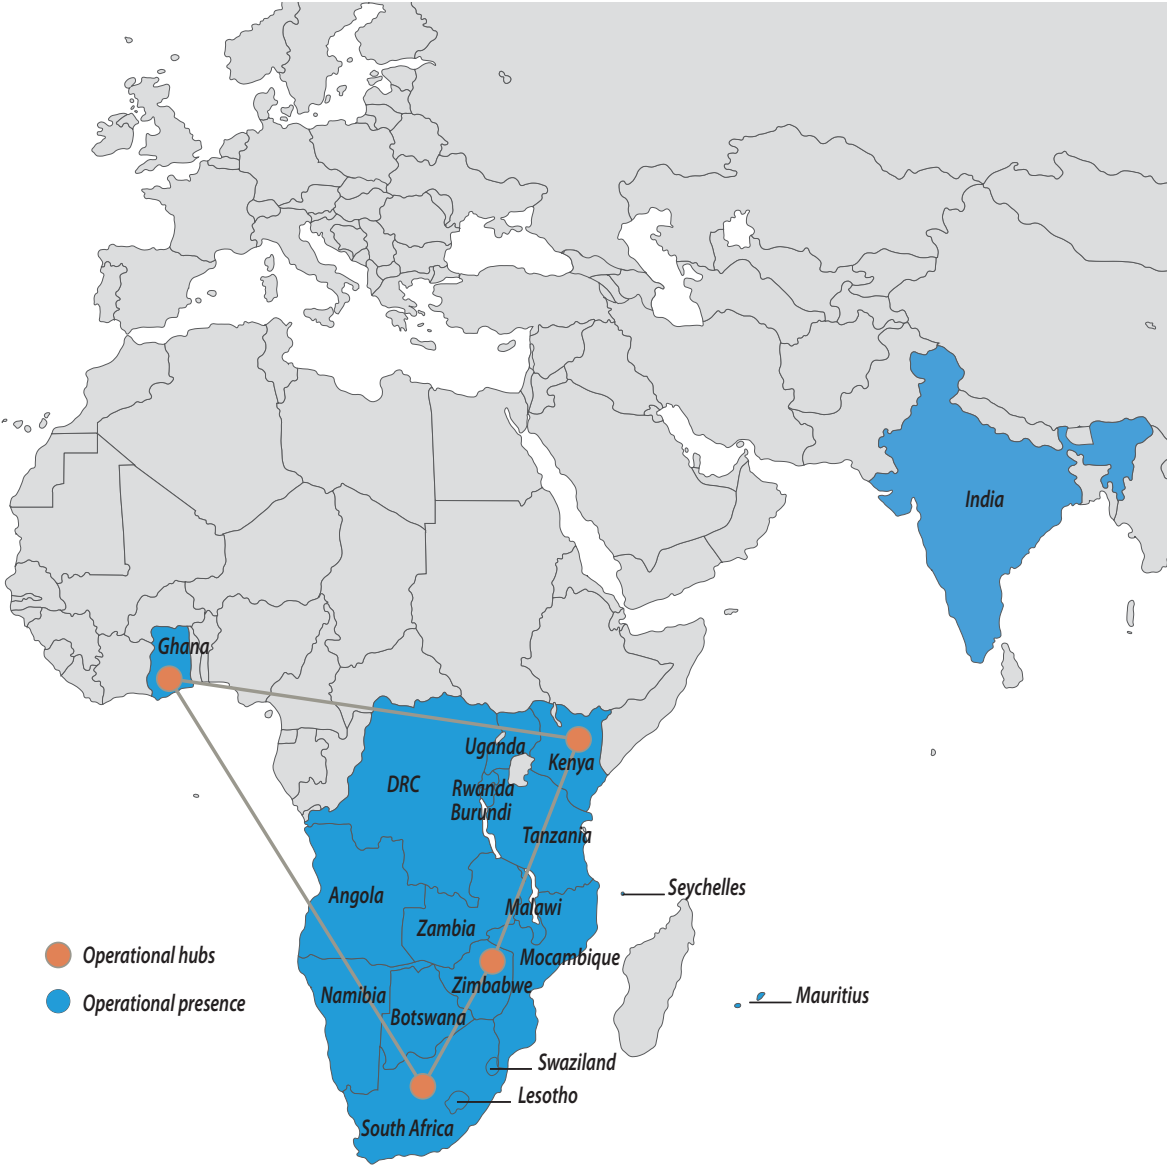 India
Ghana
Uganda
Kenya
DRC
Rwanda
Burundi
Tanzania
Seychelles
Angola
Malawi
Zambia
Operational hubs
Mocambique
Zimbabwe
Namibia
Mauritius
Operational presence
Botswana
Swaziland
Lesotho
South Africa